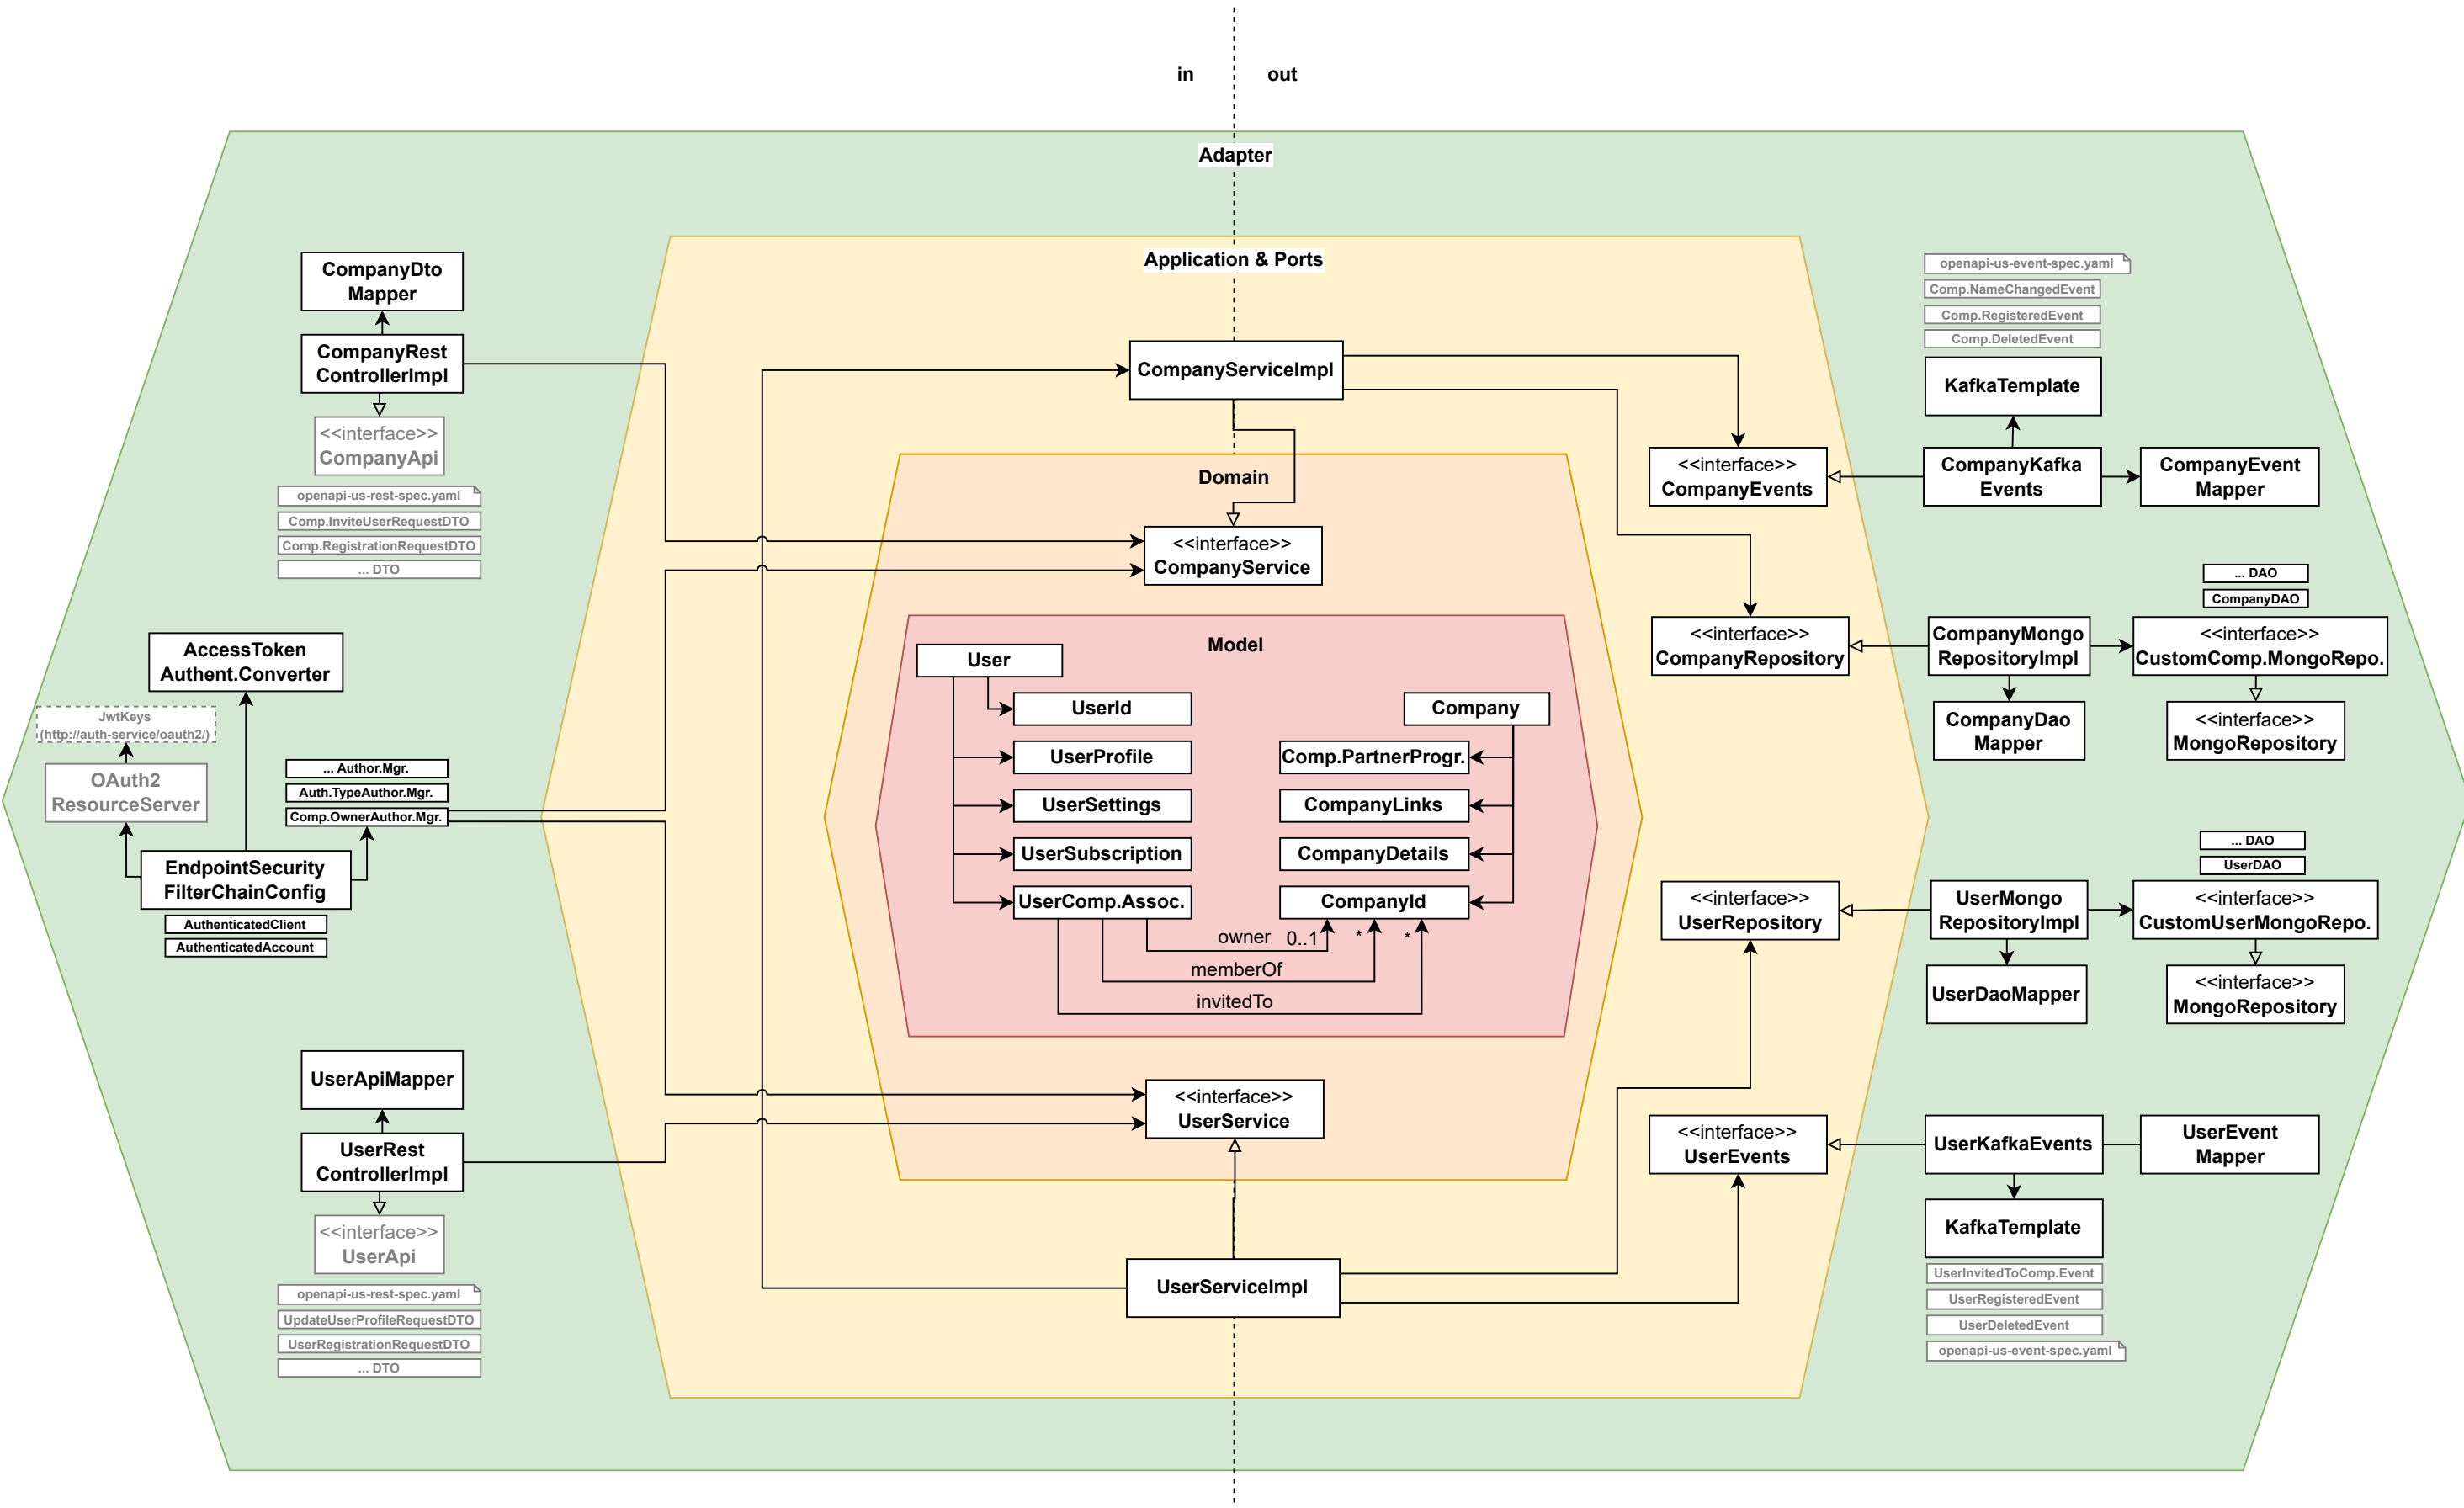 in
out
Adapter
Application & Ports
CompanyDto
Mapper
CompanyRest
ControllerImpl
<<interface>>
CompanyApi
openapi-us-rest-spec.yaml
Comp.InviteUserRequestDTO
Comp.RegistrationRequestDTO
... DTO
AccessToken
Authent.Converter
JwtKeys
(http://auth-service/oauth2/)
OAuth2
ResourceServer
... Author.Mgr.
Auth.TypeAuthor.Mgr.
Comp.OwnerAuthor.Mgr.
EndpointSecurity
FilterChainConfig
AuthenticatedClient
AuthenticatedAccount
UserApiMapper
UserRest
ControllerImpl
<<interface>>
UserApi
openapi-us-rest-spec.yaml
UpdateUserProfileRequestDTO
UserRegistrationRequestDTO
... DTO
CompanyServiceImpl
Domain
<<interface>>
CompanyService
Model
User
UserId
UserProfile
UserSettings
UserSubscription
UserComp.Assoc.
Company
Comp.PartnerProgr.
CompanyLinks
CompanyDetails
CompanyId
owner
0..1
*
*
memberOf
invitedTo
<<interface>>
UserService
UserServiceImpl
<<interface>>
CompanyEvents
<<interface>>
CompanyRepository
<<interface>>
UserRepository
<<interface>>
UserEvents
openapi-us-event-spec.yaml
Comp.NameChangedEvent
Comp.RegisteredEvent
Comp.DeletedEvent
KafkaTemplate
CompanyKafka
Events
CompanyEvent
Mapper
... DAO
CompanyDAO
CompanyMongo
RepositoryImpl
<<interface>>
CustomComp.MongoRepo.
CompanyDao
Mapper
<<interface>>
MongoRepository
... DAO
UserDAO
UserMongo
RepositoryImpl
<<interface>>
CustomUserMongoRepo.
UserDaoMapper
<<interface>>
MongoRepository
UserKafkaEvents
UserEvent
Mapper
KafkaTemplate
UserInvitedToComp.Event
UserRegisteredEvent
UserDeletedEvent
openapi-us-event-spec.yaml